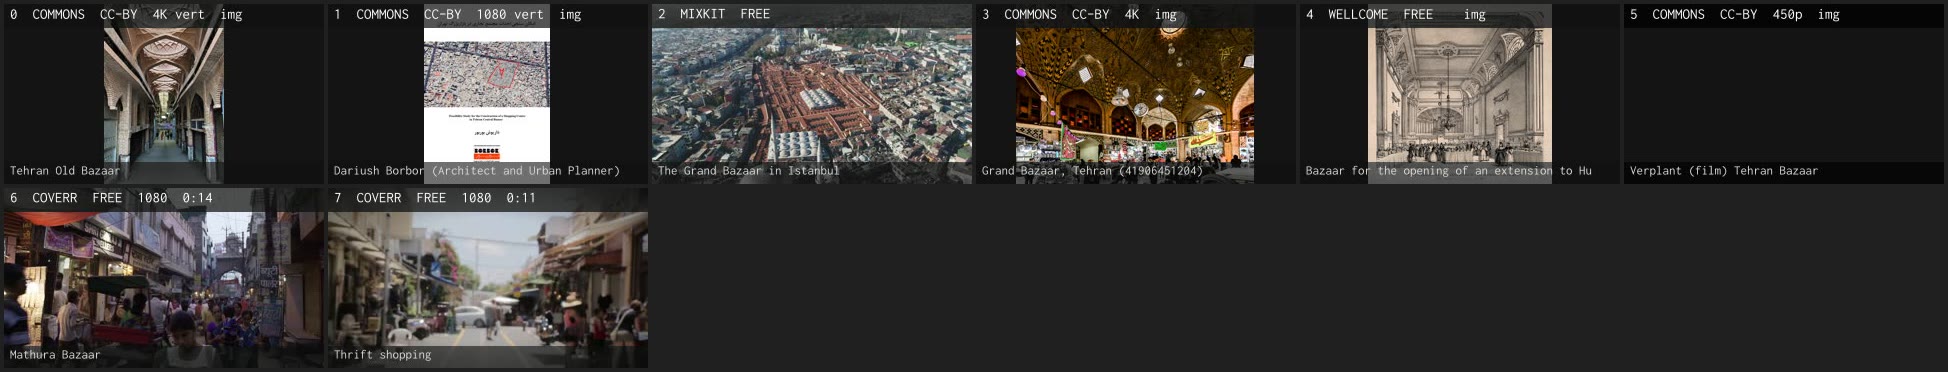 0 COMMONS CC-BY 4K vert img
Tehran Old Bazaar
1 COMMONS CC-BY 1080 vert img
داریوش بوربور
BORBOR
Dariush Borbor (Architect and Urban Planner)
2 MIXKIT FREE
The Grand Bazaar in Istanbul
3 COMMONS CC-BY 4K img
Grand Bazaar, Tehran (41906451204)
4 WELLCOME FREE img
Bazaar for the opening of an extension to Hu
5 COMMONS CC-BY 450p img
Verplant (film) Tehran Bazaar
6 COVERR FREE 1080 0:14
Mathura Bazaar
7 COVERR FREE 1080 0:11
Thrift shopping